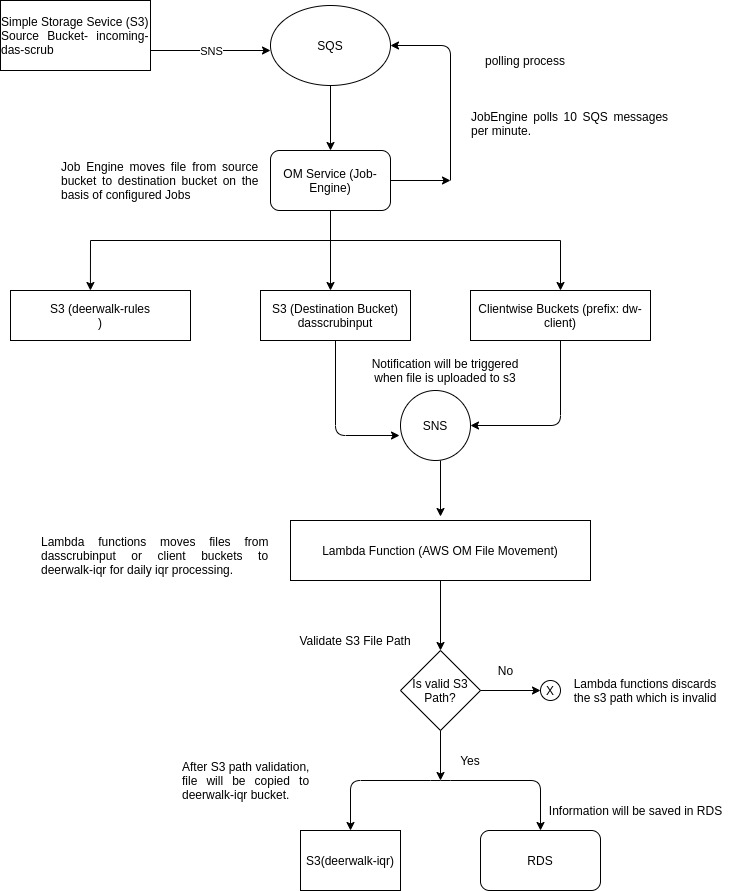 Simple Storage Sevice (S3)
Source Bucket- incoming-
das-scrub
SNS
SQS
polling process
JobEngine polls 10 SQS messages
per minute.
Job Engine moves file from source
bucket to destination bucket on the
basis of configured Jobs
OM Service (Job-
Engine)
S3 (deerwalk-rules
)
S3 (Destination Bucket)
dasscrubinput
Clientwise Buckets (prefix: dw-
client)
Notification will be triggered
when file is uploaded to s3
SNS
Lambda functions moves files from
dasscrubinput or client buckets to
deerwalk-iqr for daily iqr processing.
Lambda Function (AWS OM File Movement)
Validate S3 File Path
Is valid S3
Path?
No
X
Lambda functions discards
the s3 path which is invalid
Yes
After S3 path validation,
file will be copied to
deerwalk-iqr bucket.
Information will be saved in RDS
S3(deerwalk-iqr)
RDS